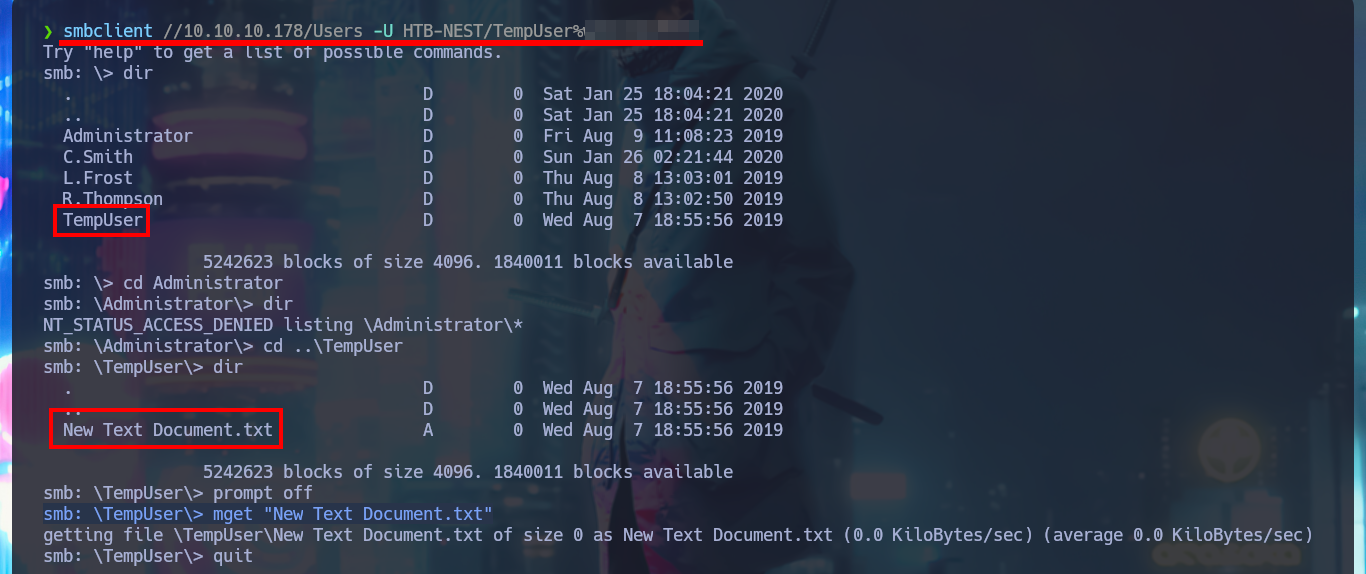 ❯ smbclient //10.10.10.178/Users -U HTB-NEST/TempUser%
Try "help" to get a list of possible commands.
smb: \> dir
  .                                   D        0  Sat Jan 25 18:04:21 2020
  ..                                  D        0  Sat Jan 25 18:04:21 2020
  Administrator                       D        0  Fri Aug  9 11:08:23 2019
  C.Smith                             D        0  Sun Jan 26 02:21:44 2020
  L.Frost                             D        0  Thu Aug  8 13:03:01 2019
  R.Thompson                          D        0  Thu Aug  8 13:02:50 2019
  TempUser                            D        0  Wed Aug  7 18:55:56 2019
                5242623 blocks of size 4096. 1840011 blocks available
smb: \> cd Administrator
smb: \Administrator\> dir
NT_STATUS_ACCESS_DENIED listing \Administrator\*
smb: \Administrator\> cd ..\TempUser
smb: \TempUser\> dir
  .                                   D        0  Wed Aug  7 18:55:56 2019
  ..                                  D        0  Wed Aug  7 18:55:56 2019
  New Text Document.txt               A        0  Wed Aug  7 18:55:56 2019
                5242623 blocks of size 4096. 1840011 blocks available
smb: \TempUser\> prompt off
smb: \TempUser\> mget "New Text Document.txt"
getting file \TempUser\New Text Document.txt of size 0 as New Text Document.txt (0.0 KiloBytes/sec) (average 0.0 KiloBytes/sec)
smb: \TempUser\> quit